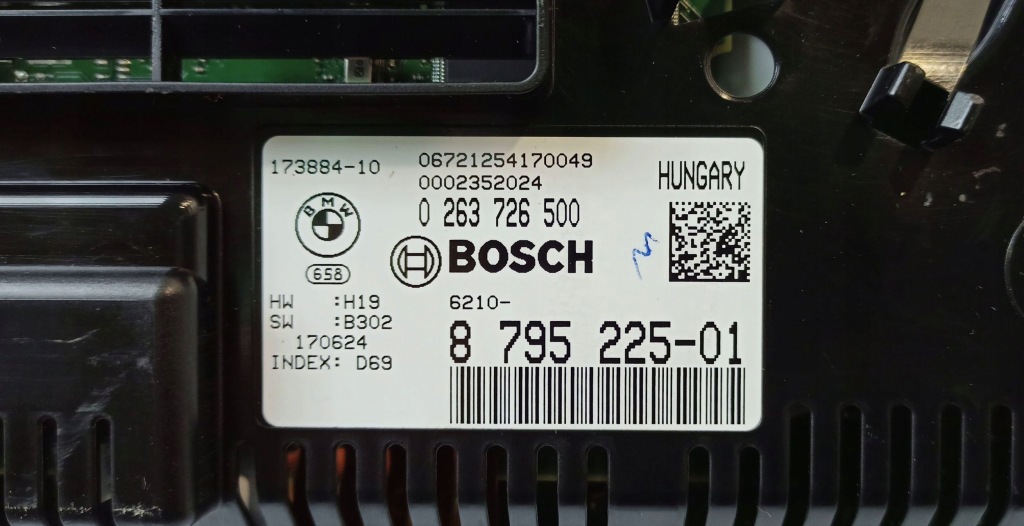 173884-10
06721254170049
0002352024
HUNGARY
0 263 726 500
BMW
BOSCH
658
6210-
HW :H19
SW :B302
170624
INDEX: D69
8 795 225-01